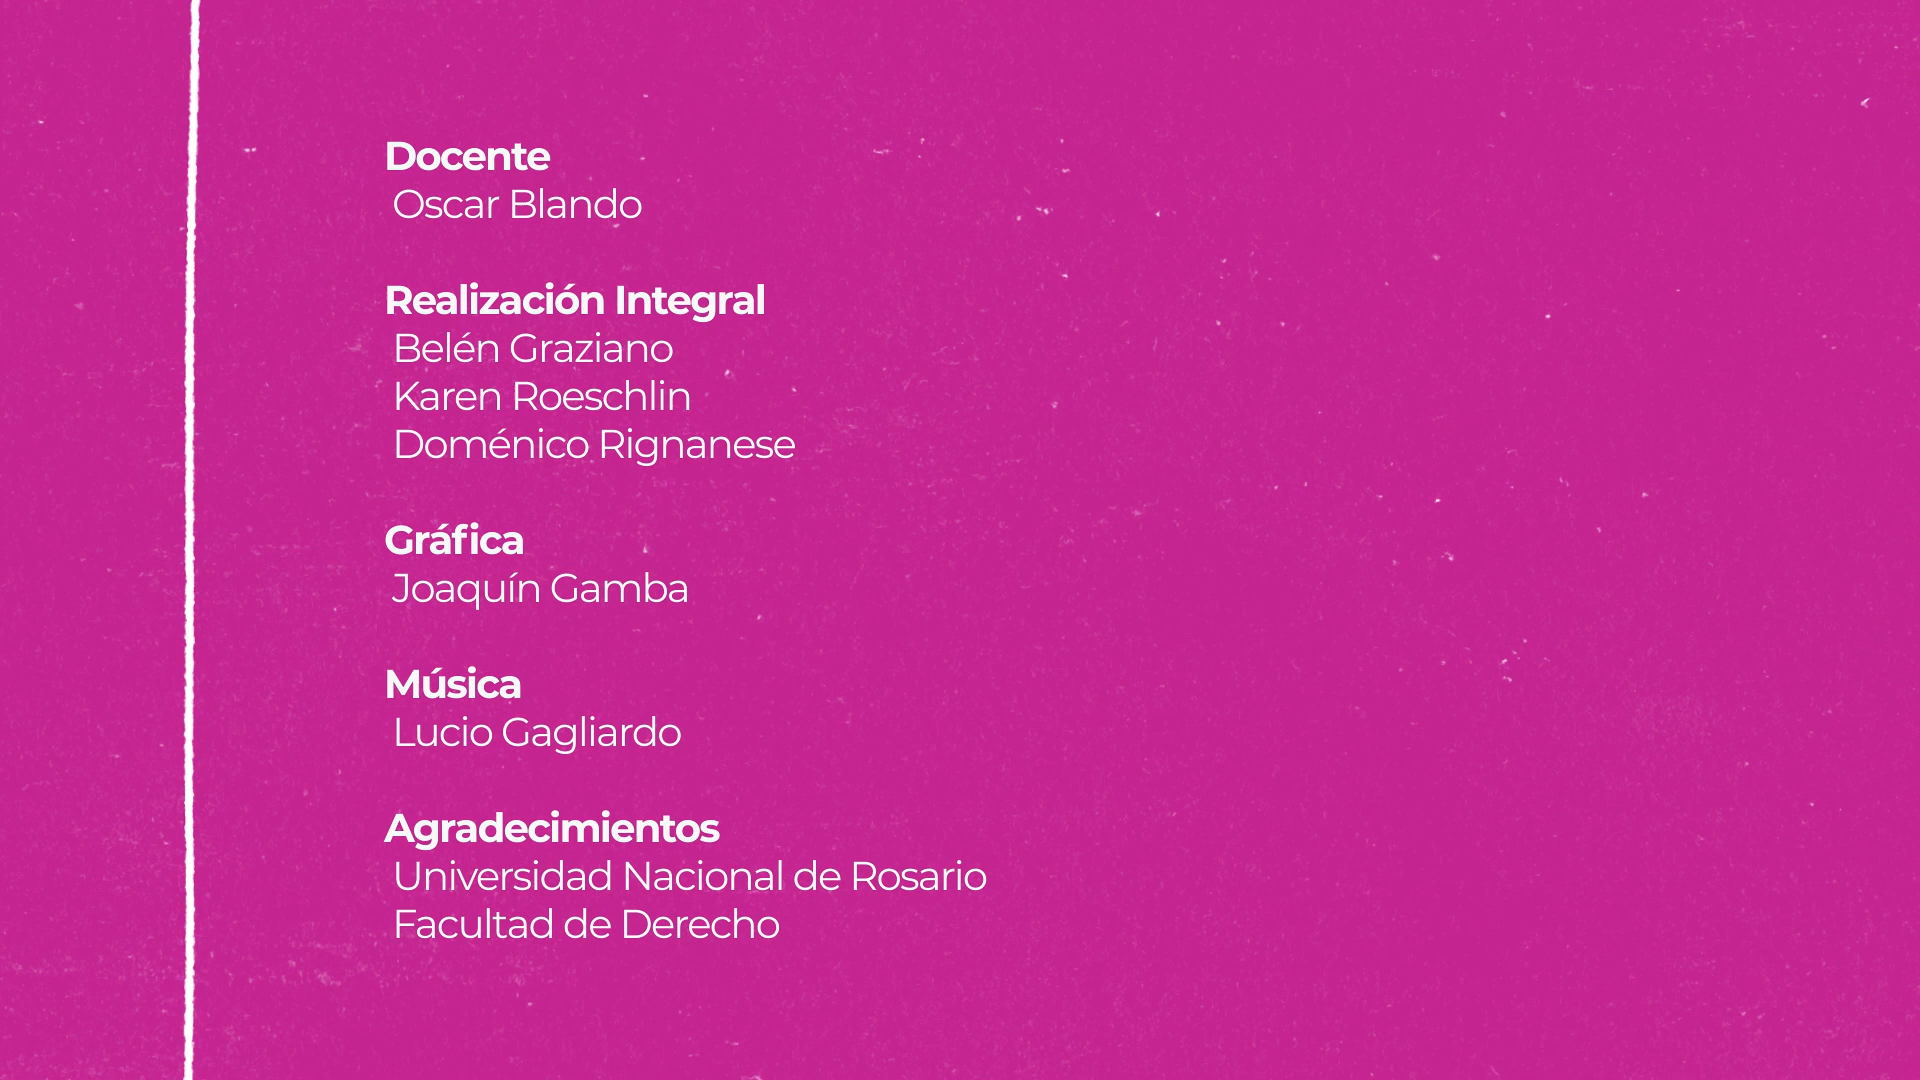 Docente
Oscar Blando
Realización Integral
Belén Graziano
Karen Roeschlin
Doménico Rignanese
Gráfica
Joaquín Gamba
Música
Lucio Gagliardo
Agradecimientos
Universidad Nacional de Rosario
Facultad de Derecho